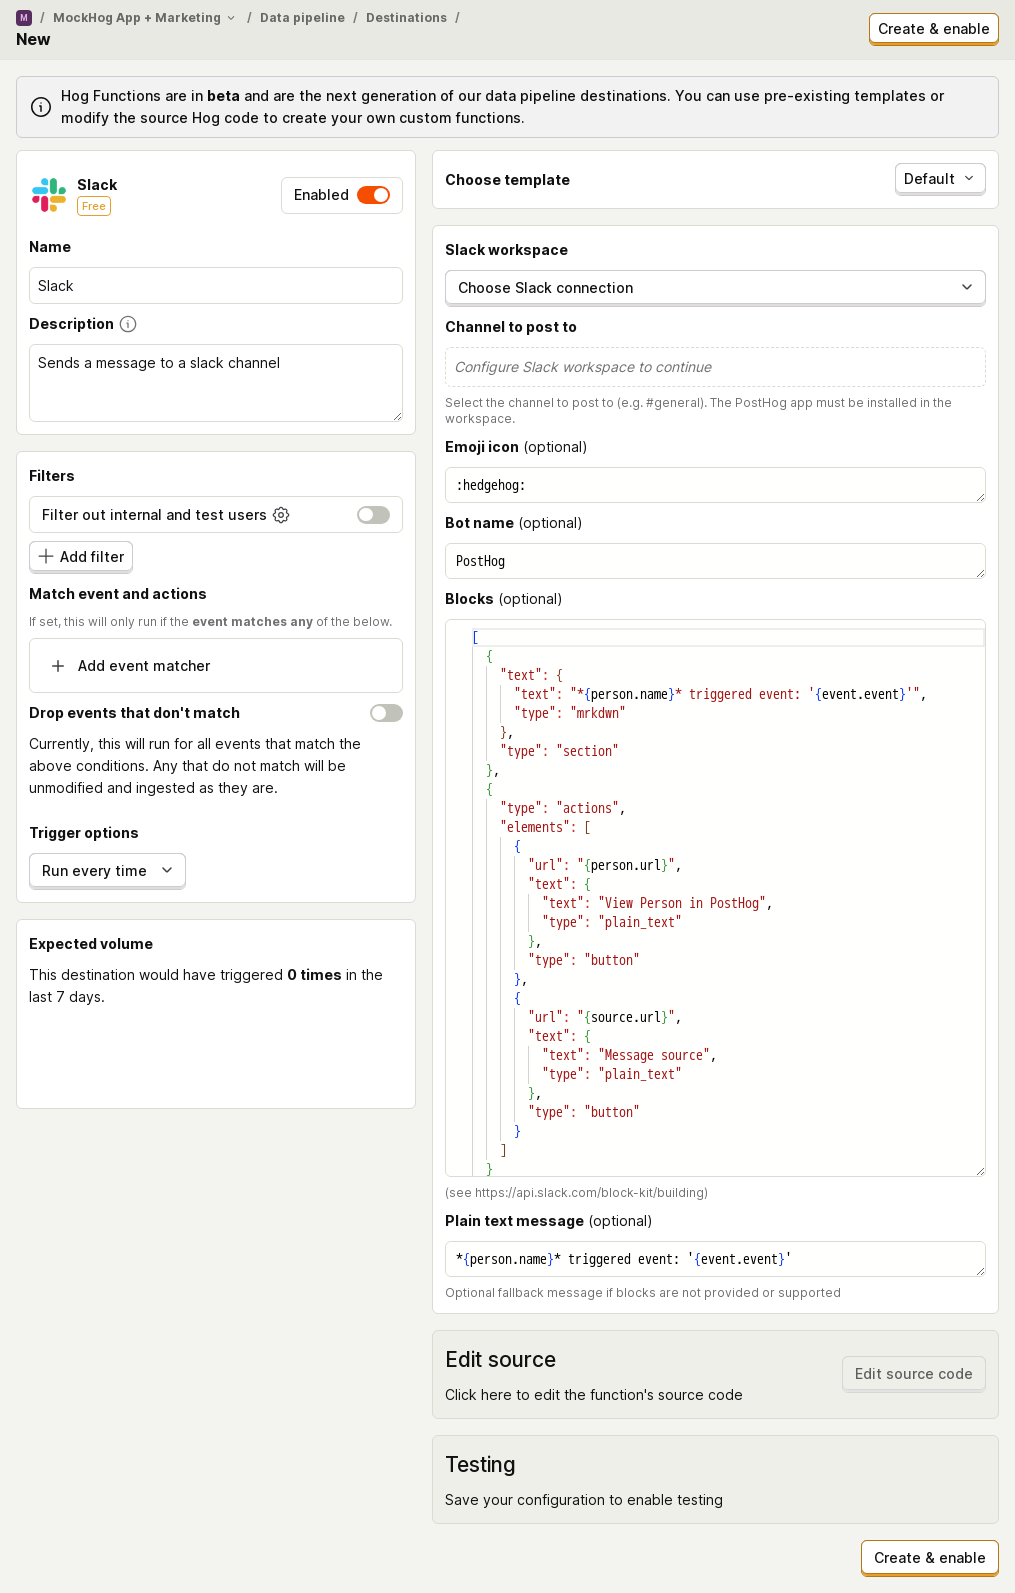 M / MockHog App + Marketing / Data pipeline / Destinations /
New
Create & enable
Hog Functions are in beta and are the next generation of our data pipeline destinations. You can use pre-existing templates or
modify the source Hog code to create your own custom functions.
Slack
Free
Enabled
Name
Slack
Description
Sends a message to a slack channel
Filters
Filter out internal and test users
Add filter
Match event and actions
If set, this will only run if the event matches any of the below.
Add event matcher
Drop events that don't match
Currently, this will run for all events that match the
above conditions. Any that do not match will be
unmodified and ingested as they are.
Trigger options
Run every time
Expected volume
This destination would have triggered 0 times in the
last 7 days.
Choose template
Default
Slack workspace
Choose Slack connection
Channel to post to
Configure Slack workspace to continue
Select the channel to post to (e.g. #general). The PostHog app must be installed in the
workspace.
Emoji icon (optional)
:hedgehog:
Bot name (optional)
PostHog
Blocks (optional)
[
{
"text": {
"text": "*{person.name}* triggered event: '{event.event}'",
"type": "mrkdwn"
},
"type": "section"
},
{
"type": "actions",
"elements": [
{
"url": "{person.url}",
"text": {
"text": "View Person in PostHog",
"type": "plain_text"
},
"type": "button"
},
{
"url": "{source.url}",
"text": {
"text": "Message source",
"type": "plain_text"
},
"type": "button"
}
]
}
(see https://api.slack.com/block-kit/building)
Plain text message (optional)
*{person.name}* triggered event: '{event.event}'
Optional fallback message if blocks are not provided or supported
Edit source
Click here to edit the function's source code
Edit source code
Testing
Save your configuration to enable testing
Create & enable